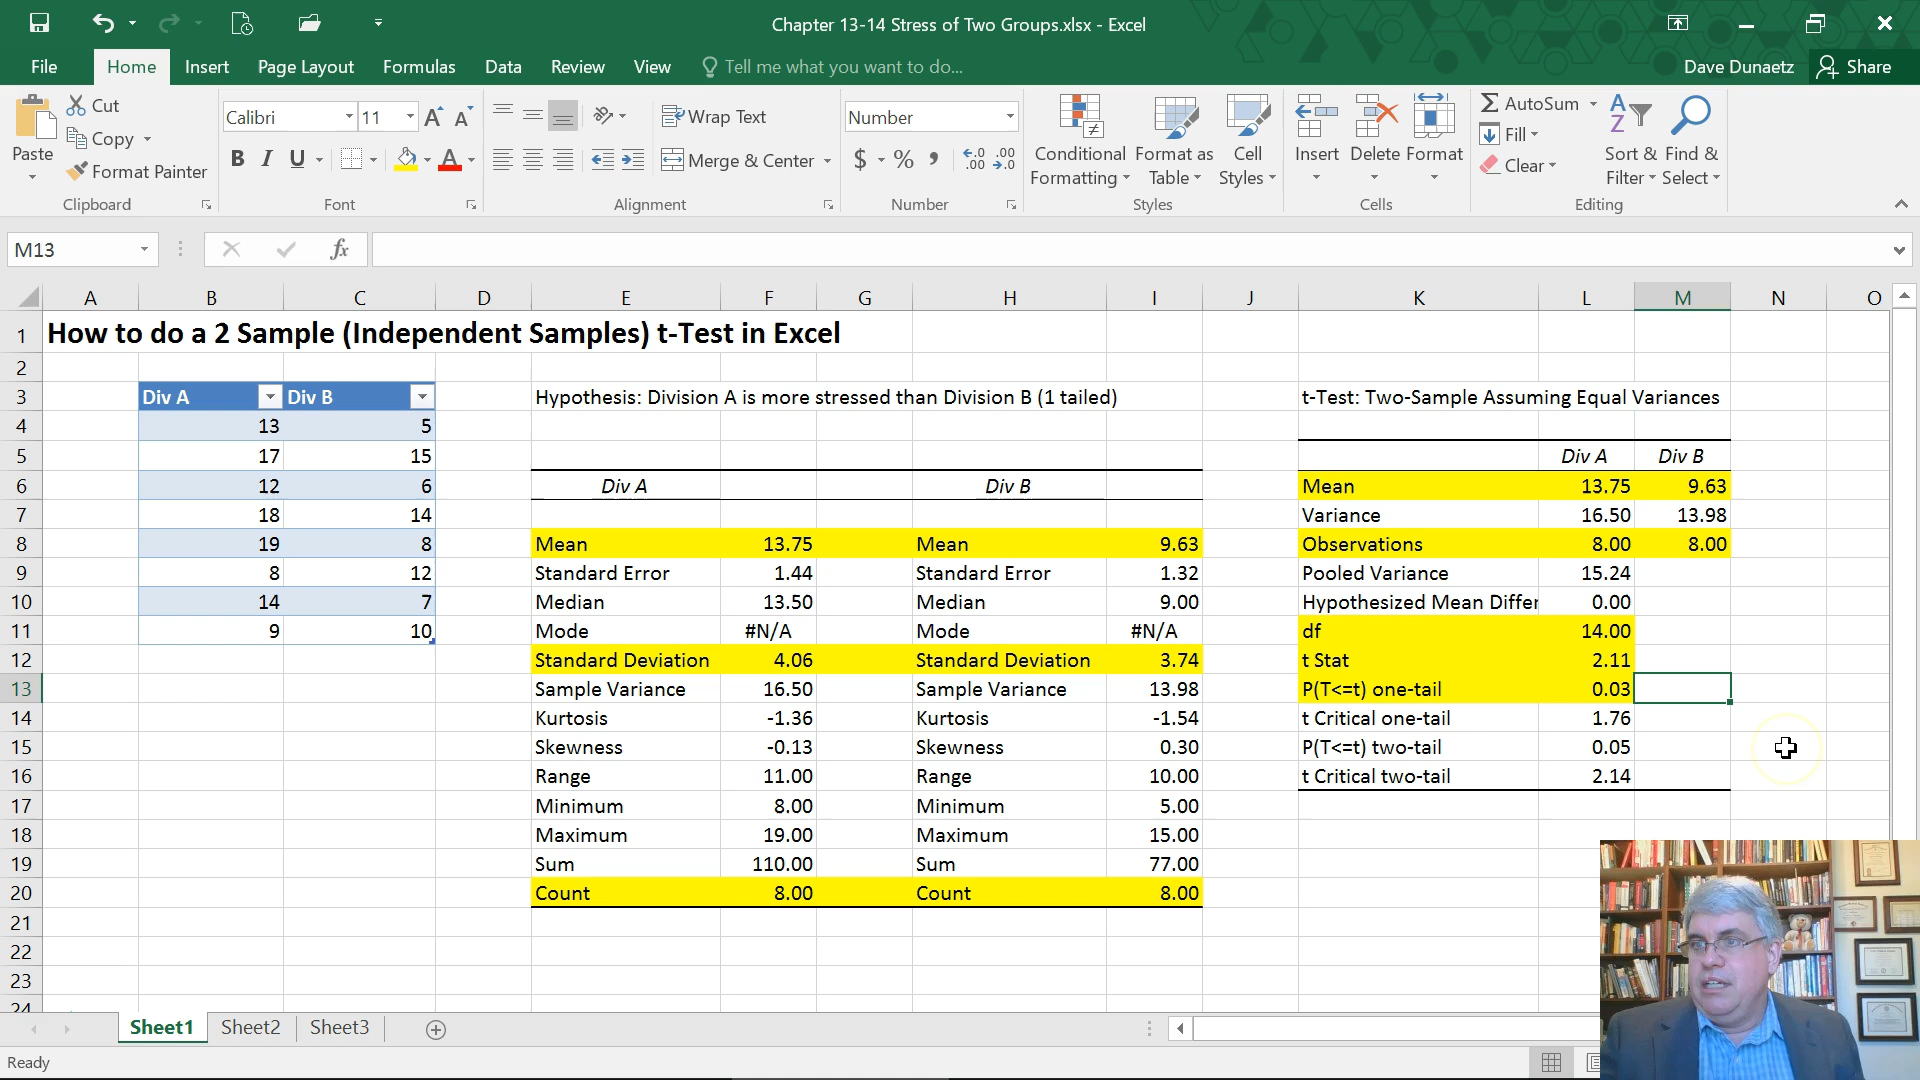 Chapter 13-14 Stress of Two Groups.xlsx - Excel
File Home Insert Page Layout Formulas Data Review View Tell me what you want to do... Dave Dunaetz Share
Paste Cut Copy Format Painter Clipboard
Calibri 11 A A B I U A Font
Wrap Text Merge & Center Alignment
Number $ % , .0 .00 .00 .0 Number
Conditional Formatting Format as Table Cell Styles Styles
Insert Delete Format Cells
AutoSum Fill Clear Sort & Filter Find & Select Editing
M13 fx
A B C D E F G H I J K L M N O
1 How to do a 2 Sample (Independent Samples) t-Test in Excel
2
3 Div A Div B Hypothesis: Division A is more stressed than Division B (1 tailed) t-Test: Two-Sample Assuming Equal Variances
4 13 5
5 17 15 Div A Div B
6 12 6 Div A Div B Mean 13.75 9.63
7 18 14 Variance 16.50 13.98
8 19 8 Mean 13.75 Mean 9.63 Observations 8.00 8.00
9 8 12 Standard Error 1.44 Standard Error 1.32 Pooled Variance 15.24
10 14 7 Median 13.50 Median 9.00 Hypothesized Mean Differ 0.00
11 9 10 Mode #N/A Mode #N/A df 14.00
12 Standard Deviation 4.06 Standard Deviation 3.74 t Stat 2.11
13 Sample Variance 16.50 Sample Variance 13.98 P(T<=t) one-tail 0.03
14 Kurtosis -1.36 Kurtosis -1.54 t Critical one-tail 1.76
15 Skewness -0.13 Skewness 0.30 P(T<=t) two-tail 0.05
16 Range 11.00 Range 10.00 t Critical two-tail 2.14
17 Minimum 8.00 Minimum 5.00
18 Maximum 19.00 Maximum 15.00
19 Sum 110.00 Sum 77.00
20 Count 8.00 Count 8.00
21
22
23
24
Sheet1 Sheet2 Sheet3
Ready